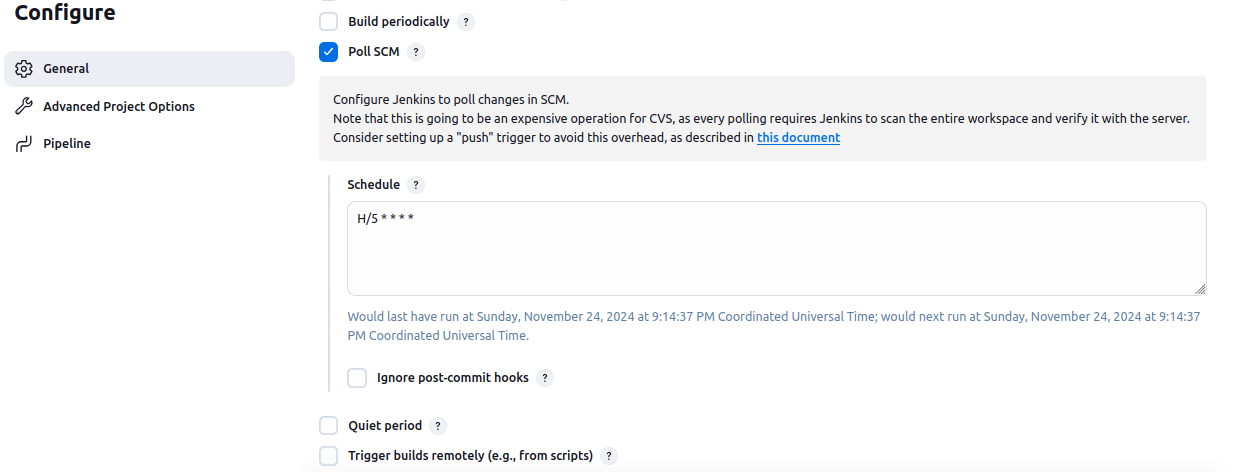 Configure
General
Advanced Project Options
Pipeline
Build periodically ?
Poll SCM ?
Configure Jenkins to poll changes in SCM.
Note that this is going to be an expensive operation for CVS, as every polling requires Jenkins to scan the entire workspace and verify it with the server.
Consider setting up a "push" trigger to avoid this overhead, as described in this document
Schedule ?
H/5 * * * *
Would last have run at Sunday, November 24, 2024 at 9:14:37 PM Coordinated Universal Time; would next run at Sunday, November 24, 2024 at 9:14:37
PM Coordinated Universal Time.
Ignore post-commit hooks ?
Quiet period ?
Trigger builds remotely (e.g., from scripts) ?